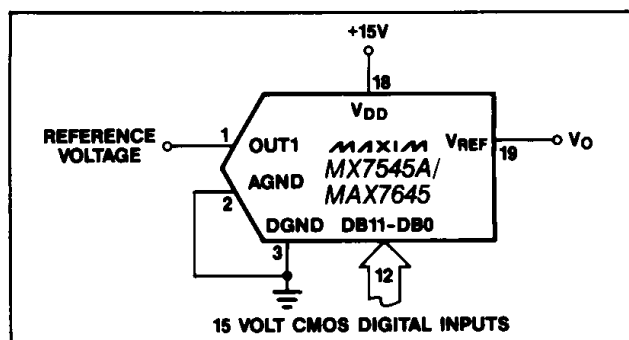 +15V
18
VDD
REFERENCE
VOLTAGE
1
OUT1
MAXIM
VREF
19
VO
MX7545A/
MAX7645
AGND
2
DGND
DB11-DB0
3
12
15 VOLT CMOS DIGITAL INPUTS